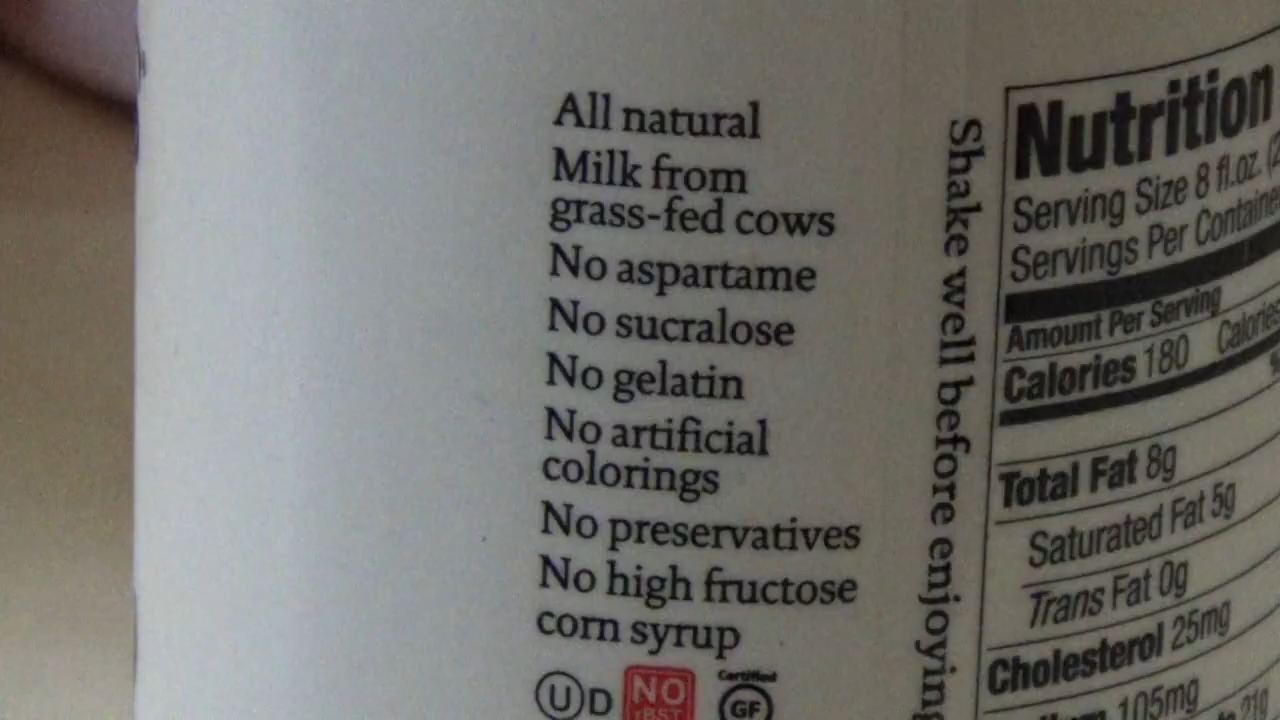 All natural
Milk from
grass-fed cows
No aspartame
No sucralose
No gelatin
No artificial
colorings
No preservatives
No high fructose
corn syrup
U D
NO
rBST
Certified
GF
Shake well before enjoying
Nutrition
Serving Size 8 fl.oz.
Servings Per
Amount Per Serving
Calories 180
Total Fat 8g
Saturated Fat 5g
Trans Fat 0g
Cholesterol 25mg
105mg
21g